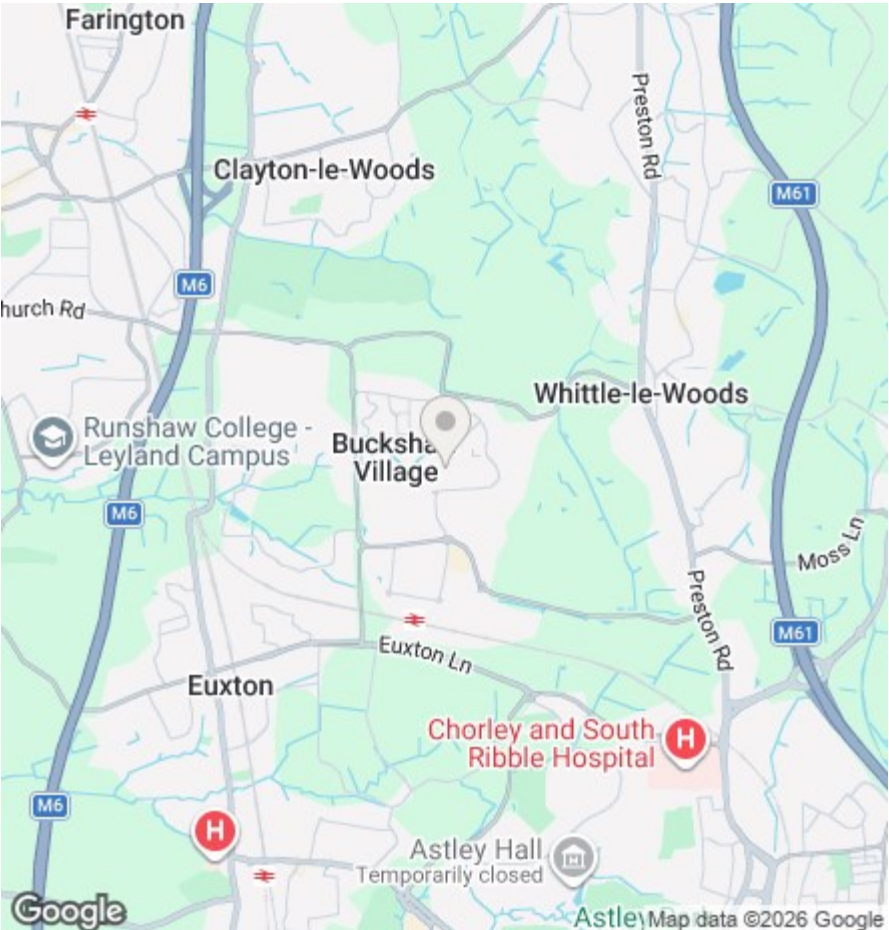 Farington
Preston Rd
Clayton-le-Woods
M61
M6
hurch Rd
Whittle-le-Woods
Runshaw College -
Leyland Campus
Bucksha
Village
M6
Moss Ln
Preston Rd
M61
Euxton Ln
Euxton
Chorley and South
Ribble Hospital
H
M6
H
Astley Hall
Temporarily closed
Google
Astley
Map data ©2026 Google